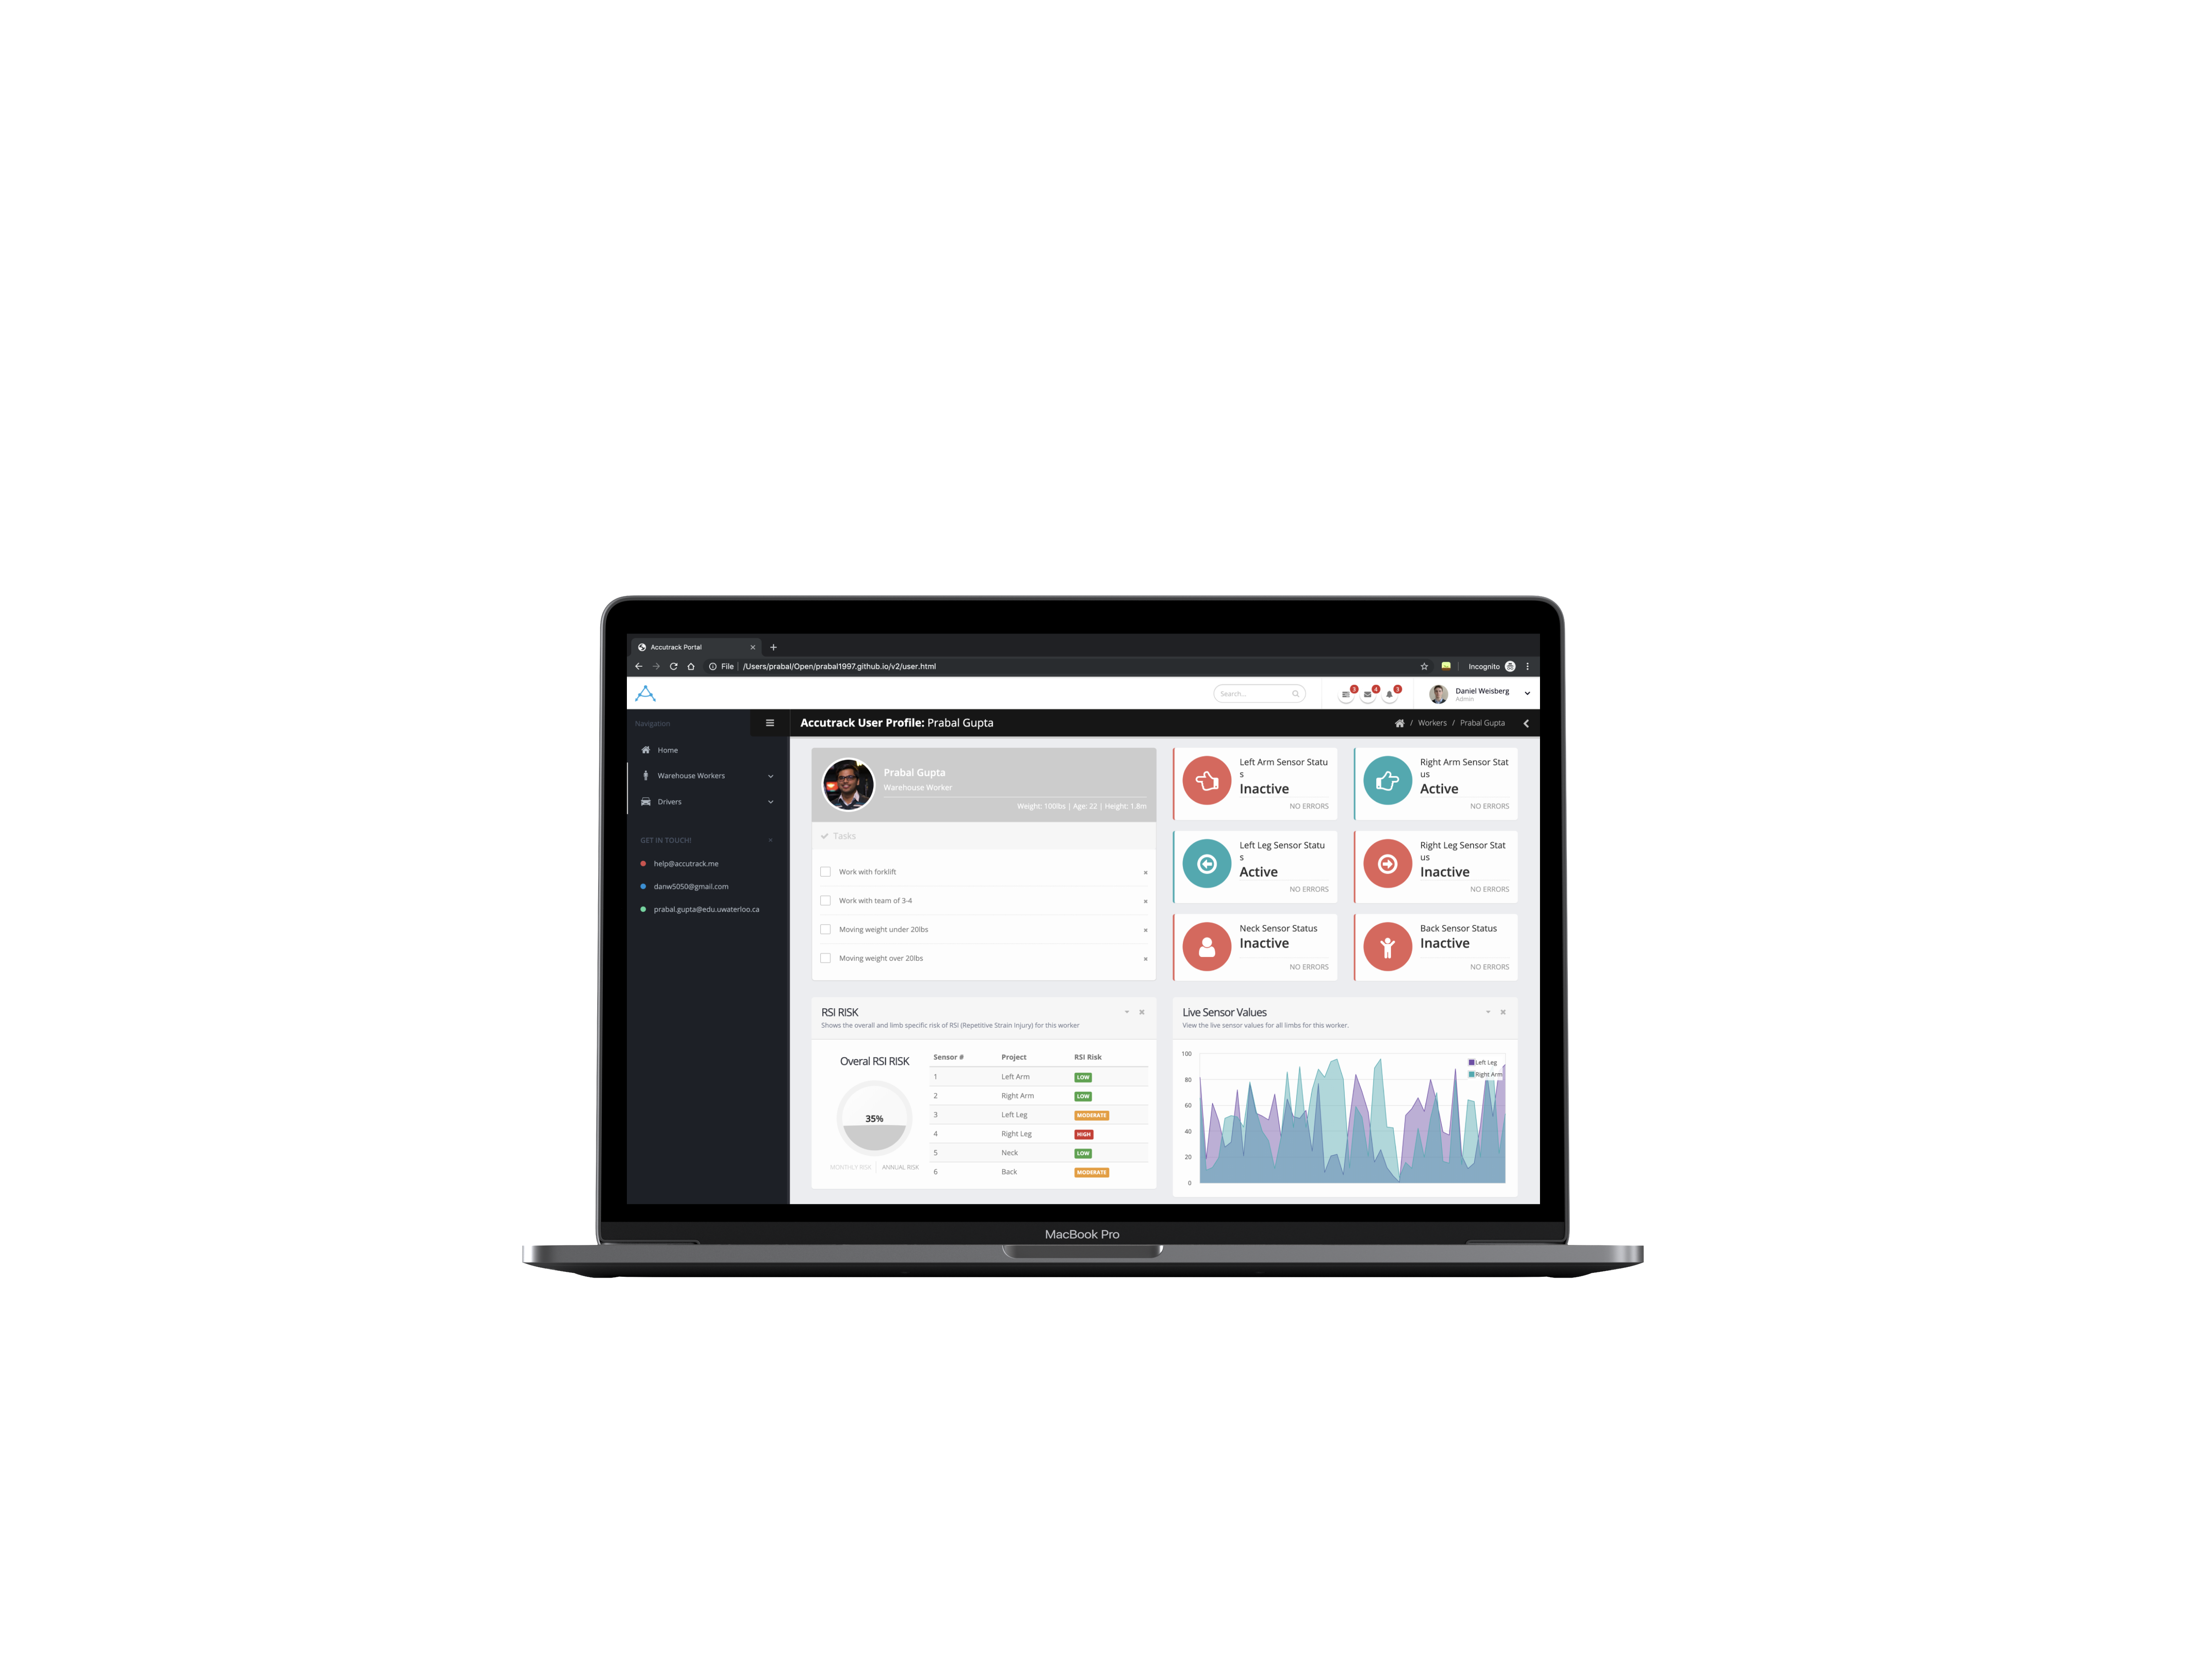 Accutrack Portal
File /Users/prabal/Open/prabal1997.github.io/v2/user.html
Incognito
Search...
3
4
3
Daniel Weisberg
Admin
Navigation
Accutrack User Profile: Prabal Gupta
/ Workers / Prabal Gupta
Home
Warehouse Workers
Drivers
GET IN TOUCH!
help@accutrack.me
danw5050@gmail.com
prabal.gupta@edu.uwaterloo.ca
Prabal Gupta
Warehouse Worker
Weight: 100lbs | Age: 22 | Height: 1.8m
Tasks
Work with forklift
Work with team of 3-4
Moving weight under 20lbs
Moving weight over 20lbs
Left Arm Sensor Statu
s
Inactive
NO ERRORS
Right Arm Sensor Stat
us
Active
NO ERRORS
Left Leg Sensor Statu
s
Active
NO ERRORS
Right Leg Sensor Stat
us
Inactive
NO ERRORS
Neck Sensor Status
Inactive
NO ERRORS
Back Sensor Status
Inactive
NO ERRORS
RSI RISK
Shows the overall and limb specific risk of RSI (Repetitive Strain Injury) for this worker
Overal RSI RISK
35%
MONTHLY RISK | ANNUAL RISK
Sensor # Project RSI Risk
1 Left Arm LOW
2 Right Arm LOW
3 Left Leg MODERATE
4 Right Leg HIGH
5 Neck LOW
6 Back MODERATE
Live Sensor Values
View the live sensor values for all limbs for this worker.
100
80
60
40
20
0
Left Leg
Right Arm
MacBook Pro